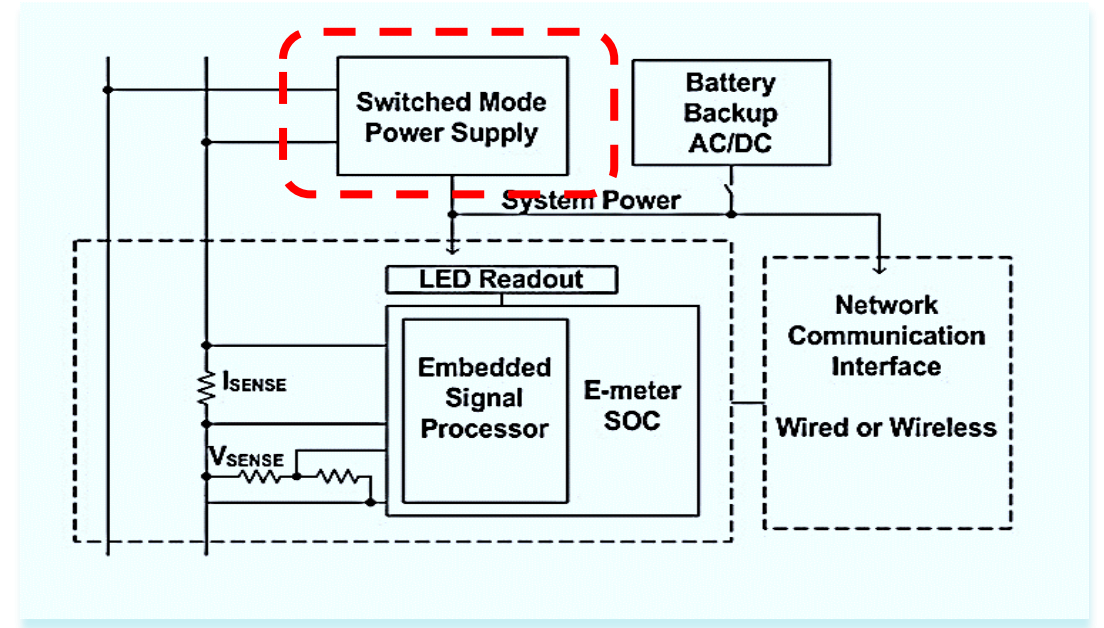 Switched Mode
Power Supply
Battery
Backup
AC/DC
System Power
LED Readout
Embedded
Signal
Processor
E-meter
SOC
ISENSE
VSENSE
Network
Communication
Interface
Wired or Wireless